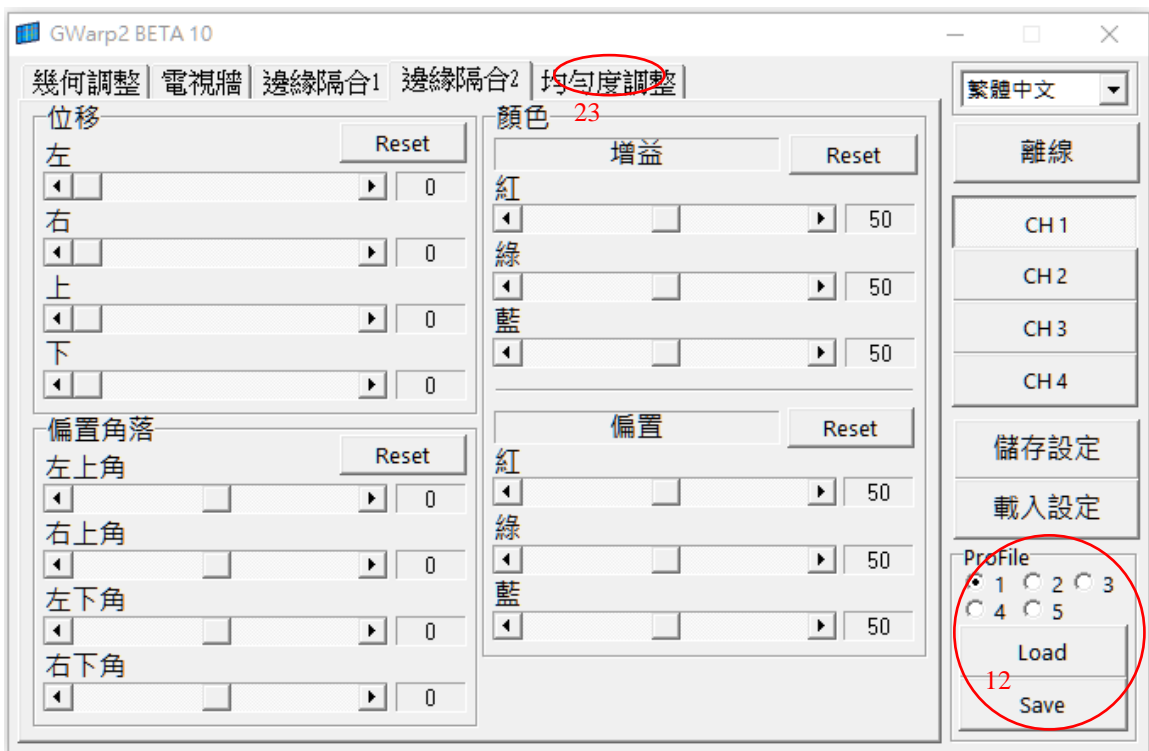 GWarp2 BETA 10
幾何調整 電視牆 邊緣隔合1 邊緣隔合2 均勻度調整
23
位移
Reset
左
0
右
0
上
0
下
0
偏置角落
Reset
左上角
0
右上角
0
左下角
0
右下角
0
顏色
增益 Reset
紅
50
綠
50
藍
50
偏置 Reset
紅
50
綠
50
藍
50
繁體中文
離線
CH 1
CH 2
CH 3
CH 4
儲存設定
載入設定
ProFile
1 2 3
4 5
Load
12
Save